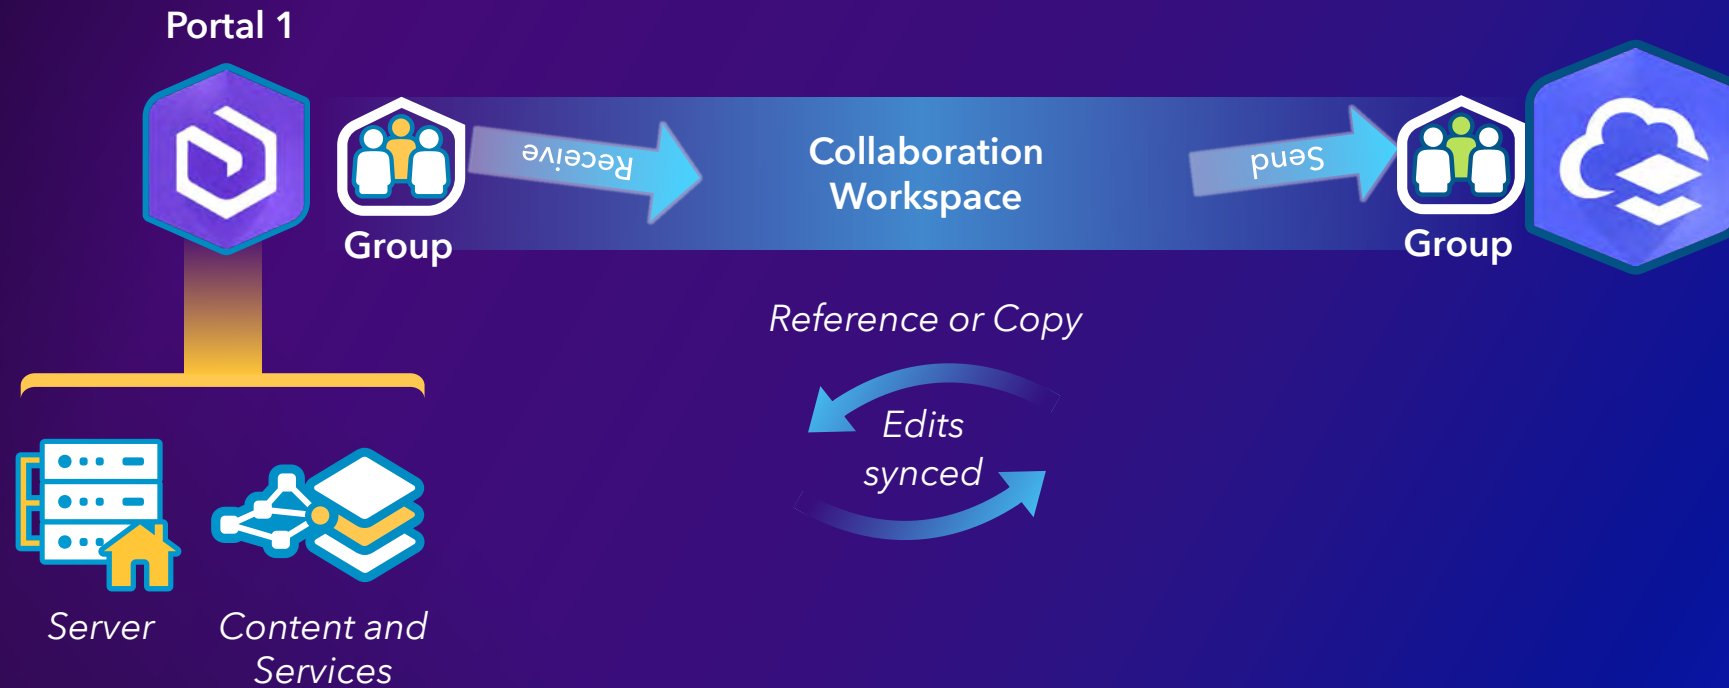 Portal 1
Receive
Collaboration
Workspace
Send
Group
Group
Reference or Copy
Edits
synced
Server
Content and
Services